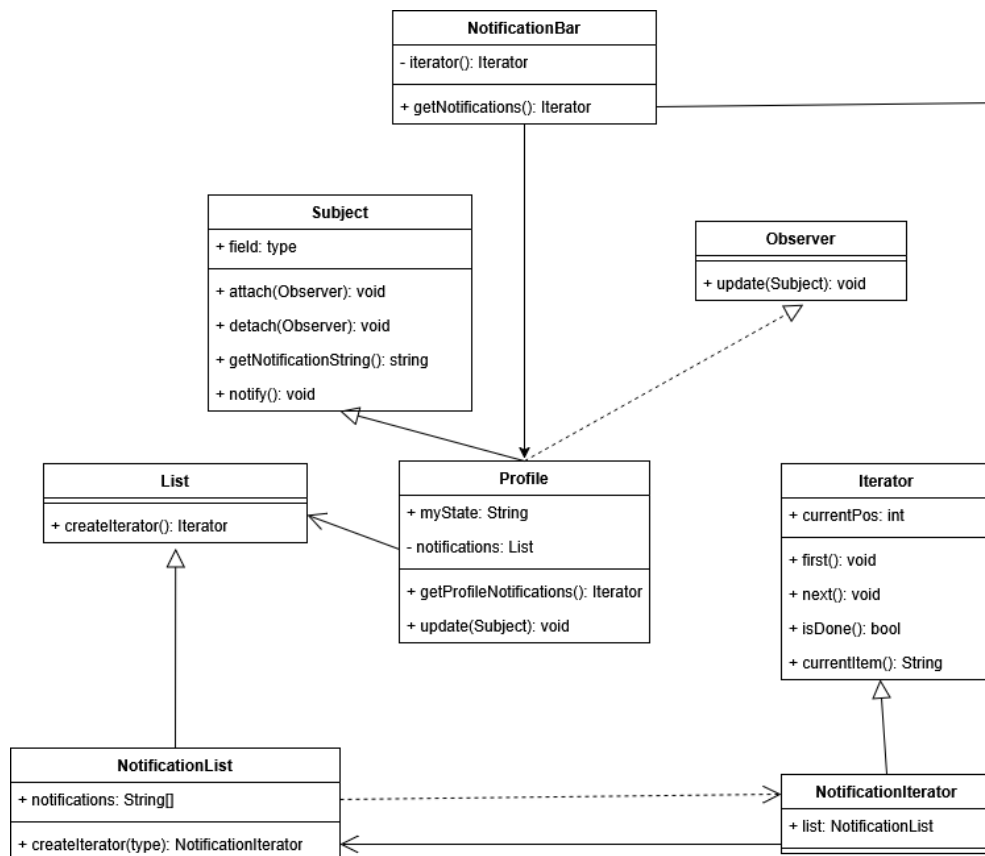 NotificationBar
- iterator(): Iterator
+ getNotifications(): Iterator
Subject
+ field: type
+ attach(Observer): void
+ detach(Observer): void
+ getNotificationString(): string
+ notify(): void
Observer
+ update(Subject): void
List
+ createIterator(): Iterator
Profile
+ myState: String
- notifications: List
+ getProfileNotifications(): Iterator
+ update(Subject): void
Iterator
+ currentPos: int
+ first(): void
+ next(): void
+ isDone(): bool
+ currentItem(): String
NotificationList
+ notifications: String[]
+ createIterator(type): NotificationIterator
NotificationIterator
+ list: NotificationList